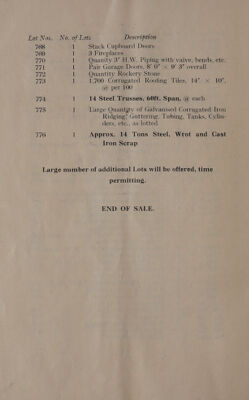 Lot Nos. No. of Lots Description
768 1 Stack Cupboard Doors
769 1 3 Fireplaces
770 1 Quantity 3" H.W. Piping with valve, bends, etc.
771 1 Pair Garage Doors, 8' 0" × 9' 3" overall
772 1 Quantity Rockery Stone
773 1 1,700 Corrugated Roofing Tiles, 14" × 10", @ per 100
774 1 14 Steel Trusses, 60ft. Span, @ each
775 1 Large Quantity of Galvanised Corrugated Iron
Ridging, Guttering, Tubing, Tanks, Cylin-
ders, etc., as lotted
776 1 Approx. 14 Tons Steel, Wrot and Cast
Iron Scrap
Large number of additional Lots will be offered, time
permitting.
END OF SALE.